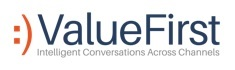 :) ValueFirst
Intelligent Conversations Across Channels